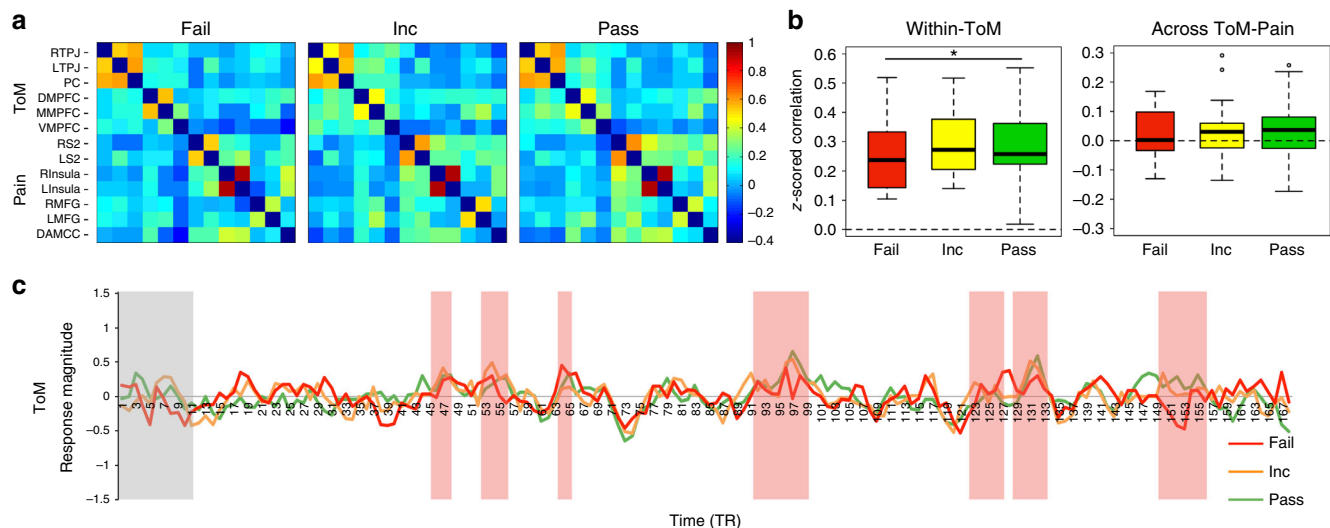 a
Fail Inc Pass
ToM
Pain
RTPJ
LTPJ
PC
DMPFC
MMPFC
VMPFC
RS2
LS2
RInsula
LInsula
RMFG
LMFG
DAMCC
1
0.8
0.6
0.4
0.2
0
−0.2
−0.4
b
Within-ToM
*
z-scored correlation
0.6
0.5
0.4
0.3
0.2
0.1
0.0
Fail Inc Pass
Across ToM-Pain
0.3
0.2
0.1
0.0
−0.1
−0.2
−0.3
Fail Inc Pass
c
ToM
Response magnitude
1.5
1
0.5
0
−0.5
−1
−1.5
Time (TR)
Fail
Inc
Pass